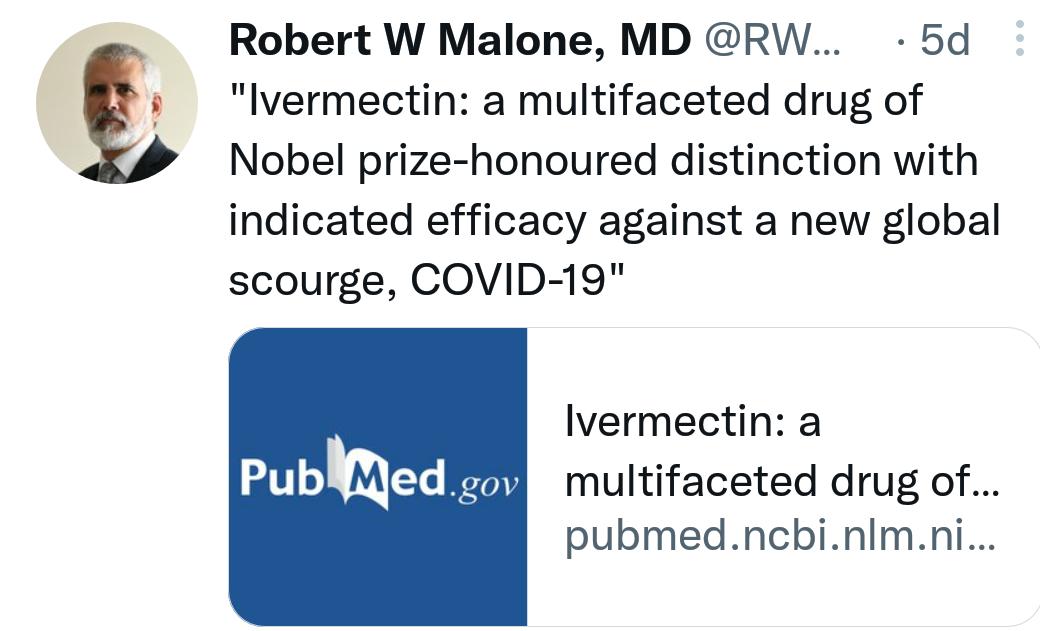 Robert W Malone, MD @RW... · 5d
"Ivermectin: a multifaceted drug of
Nobel prize-honoured distinction with
indicated efficacy against a new global
scourge, COVID-19"
PubMed.gov
Ivermectin: a
multifaceted drug of...
pubmed.ncbi.nlm.ni...